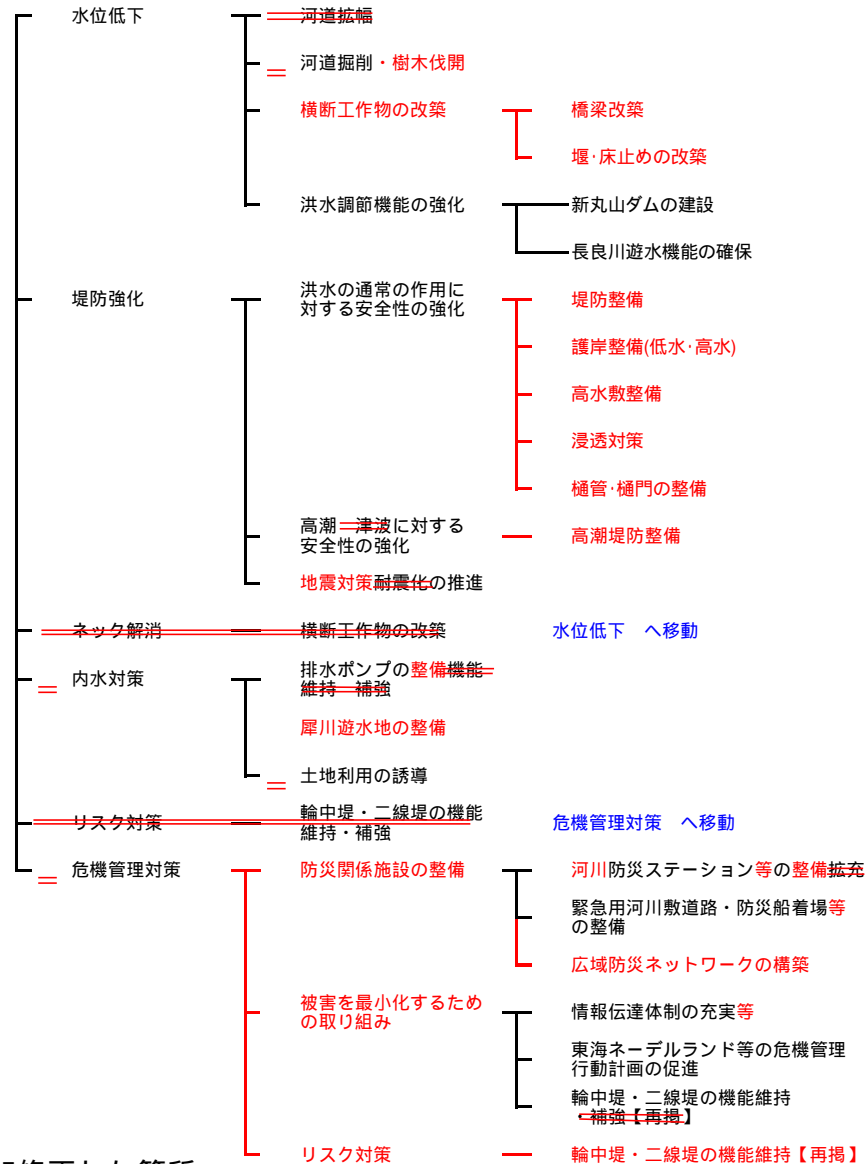 水位低下
河道拡幅
河道掘削・樹木伐開
横断工作物の改築
橋梁改築
堰・床止めの改築
洪水調節機能の強化
新丸山ダムの建設
長良川遊水機能の確保
堤防強化
洪水の通常の作用に
対する安全性の強化
堤防整備
護岸整備(低水・高水)
高水敷整備
浸透対策
樋管・樋門の整備
高潮 津波に対する
安全性の強化
高潮堤防整備
地震対策耐震化の推進
ネック解消
横断工作物の改築
水位低下 へ移動
内水対策
排水ポンプの整備機能
維持 補強
犀川遊水地の整備
土地利用の誘導
リスク対策
輪中堤・二線堤の機能
維持・補強
危機管理対策 へ移動
危機管理対策
防災関係施設の整備
河川防災ステーション等の整備拡充
緊急用河川敷道路・防災船着場等
の整備
広域防災ネットワークの構築
被害を最小化するため
の取り組み
情報伝達体制の充実等
東海ネーデルランド等の危機管理
行動計画の促進
輪中堤・二線堤の機能維持
・補強【再掲】
リスク対策
輪中堤・二線堤の機能維持【再掲】